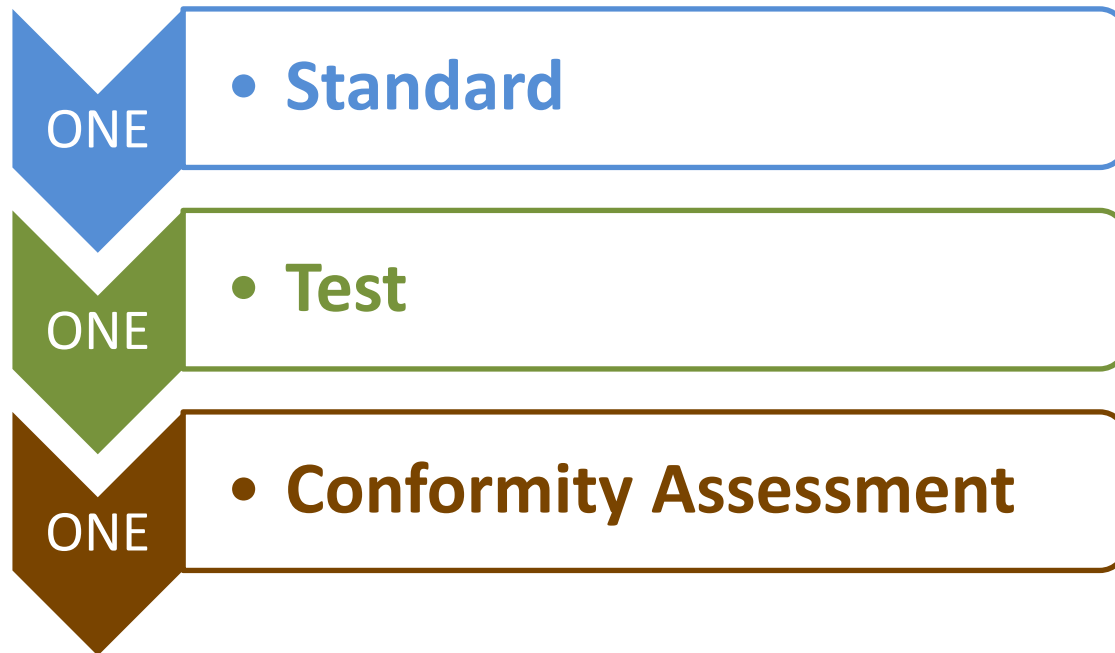 ONE
• Standard
ONE
• Test
ONE
• Conformity Assessment